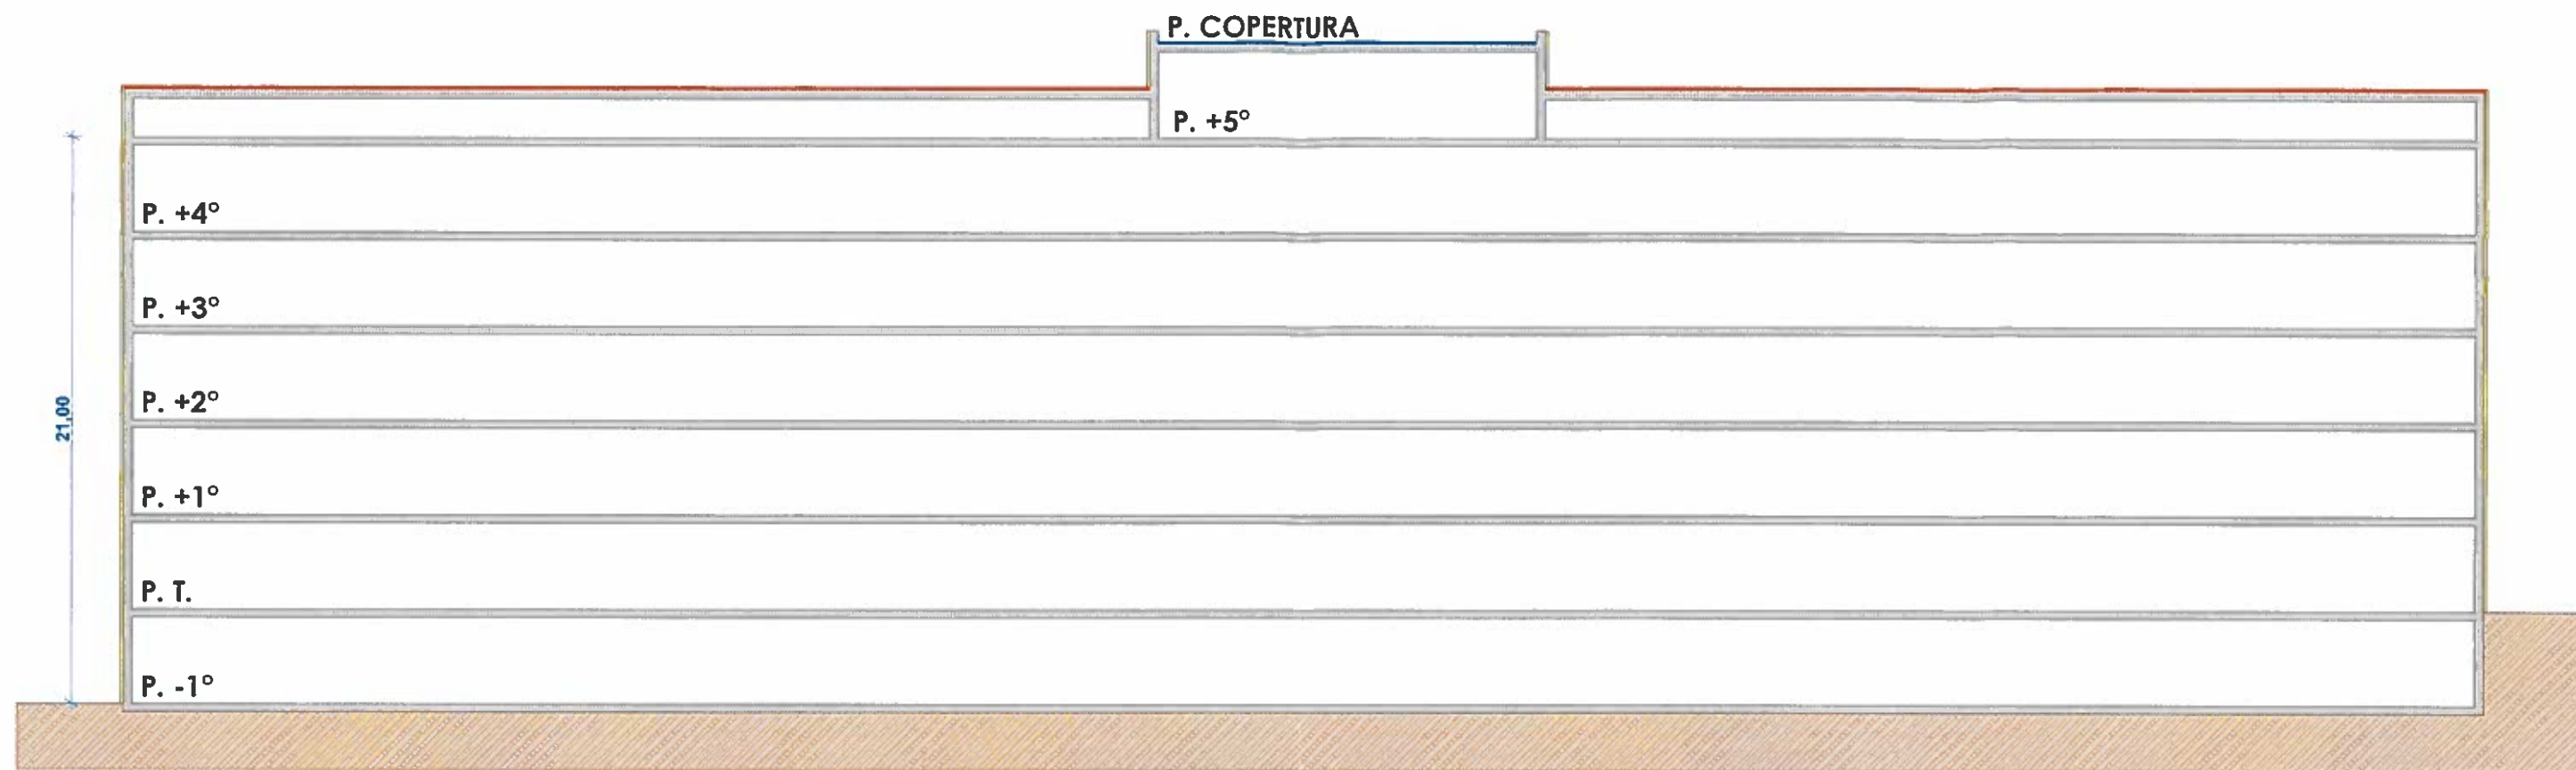 P. COPERTURA
P. +5°
P. +4°
P. +3°
P. +2°
21,00
P. +1°
P. T.
P. -1°